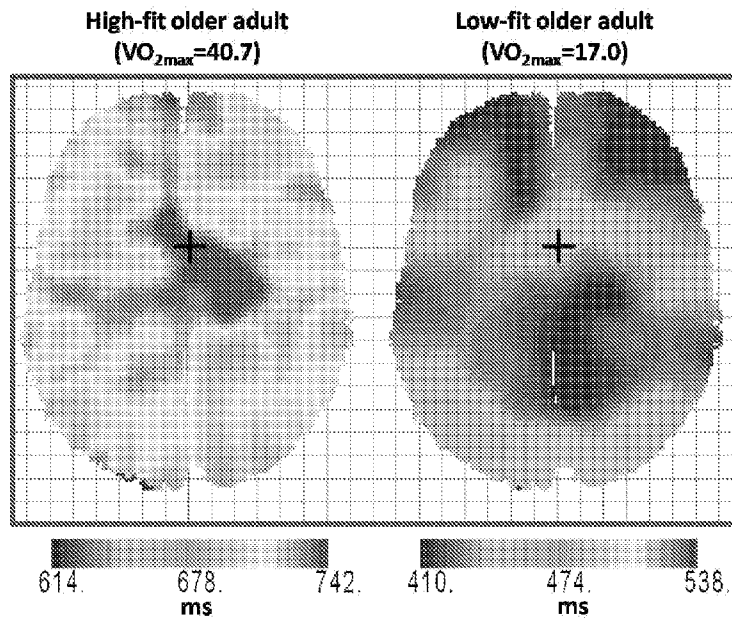 High-fit older adult
(VO2max=40.7)
Low-fit older adult
(VO2max=17.0)
614. 678. 742.
ms
410. 474. 538.
ms